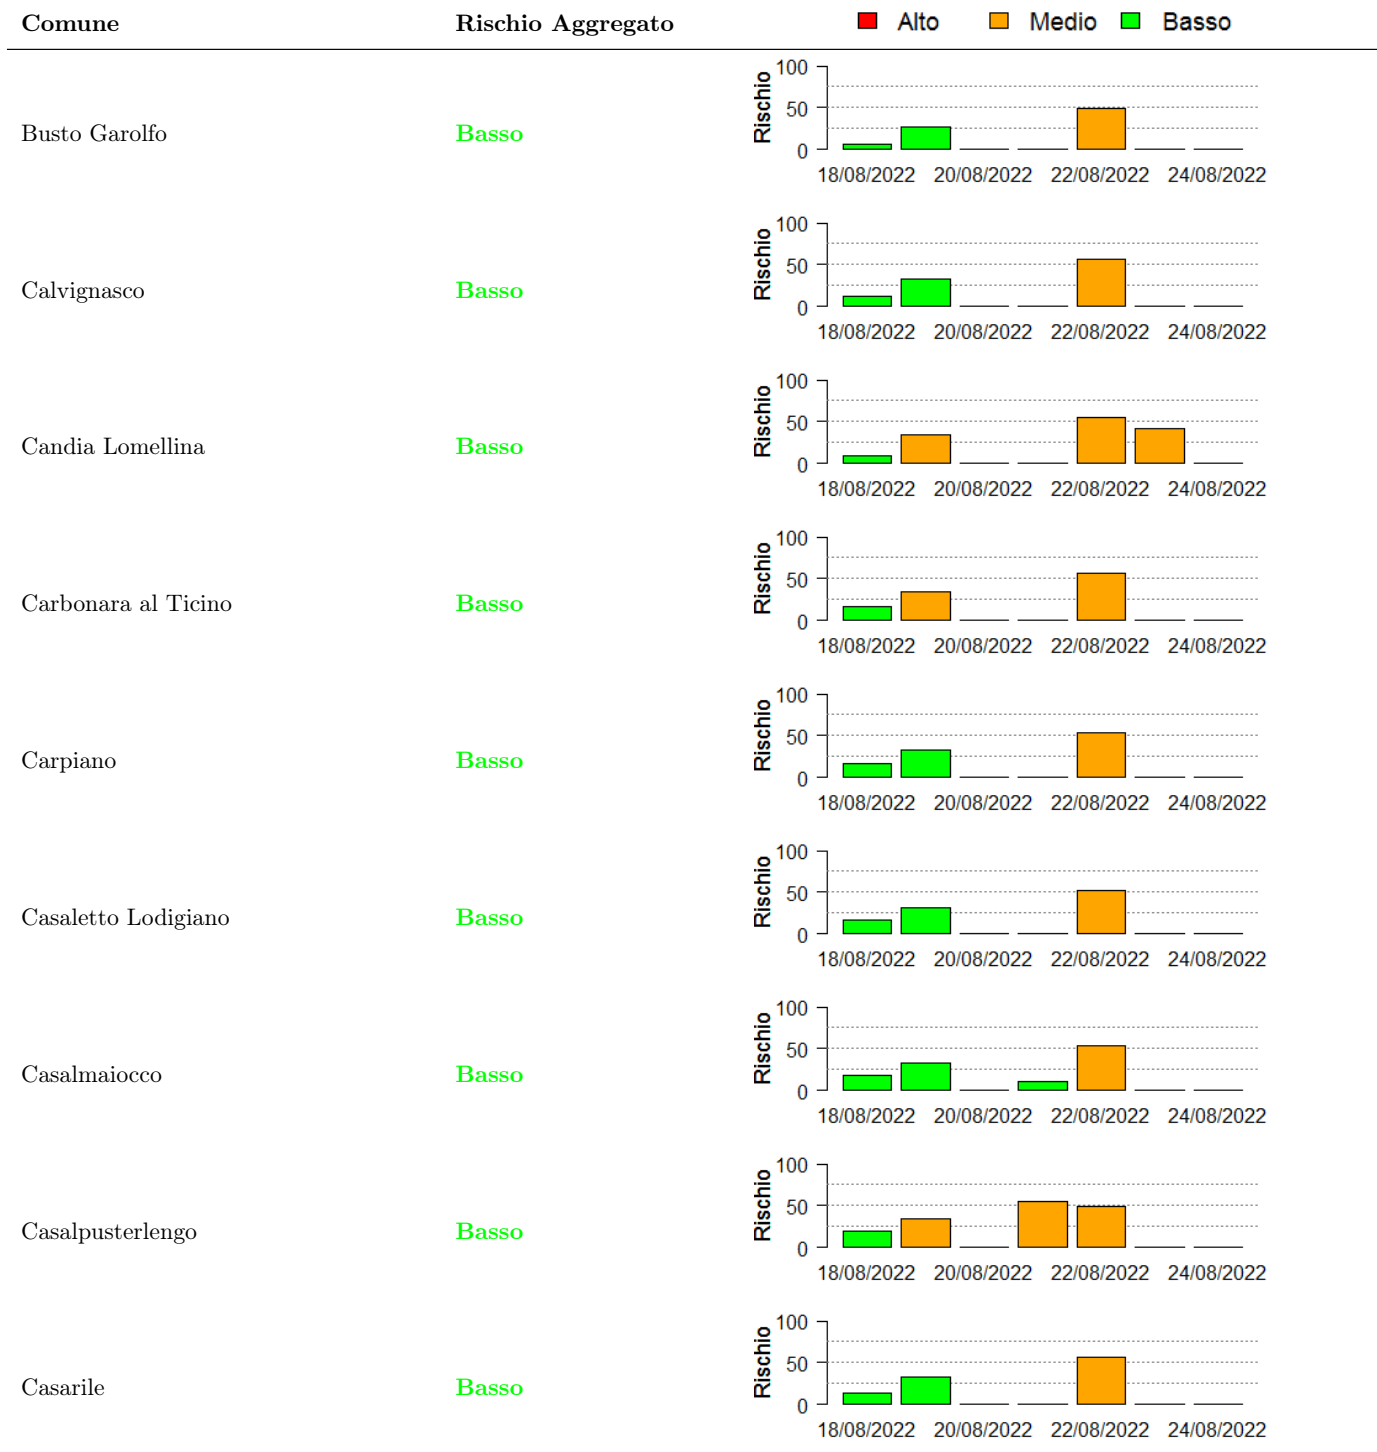 Comune Rischio Aggregato Alto Medio Basso
100
50
0
Rischio
Busto Garolfo Basso
18/08/2022 20/08/2022 22/08/2022 24/08/2022
100
50
0
Rischio
Calvignasco Basso
18/08/2022 20/08/2022 22/08/2022 24/08/2022
100
50
0
Rischio
Candia Lomellina Basso
18/08/2022 20/08/2022 22/08/2022 24/08/2022
100
50
0
Rischio
Carbonara al Ticino Basso
18/08/2022 20/08/2022 22/08/2022 24/08/2022
100
50
0
Rischio
Carpiano Basso
18/08/2022 20/08/2022 22/08/2022 24/08/2022
100
50
0
Rischio
Casaletto Lodigiano Basso
18/08/2022 20/08/2022 22/08/2022 24/08/2022
100
50
0
Rischio
Casalmaiocco Basso
18/08/2022 20/08/2022 22/08/2022 24/08/2022
100
50
0
Rischio
Casalpusterlengo Basso
18/08/2022 20/08/2022 22/08/2022 24/08/2022
100
50
0
Rischio
Casarile Basso
18/08/2022 20/08/2022 22/08/2022 24/08/2022